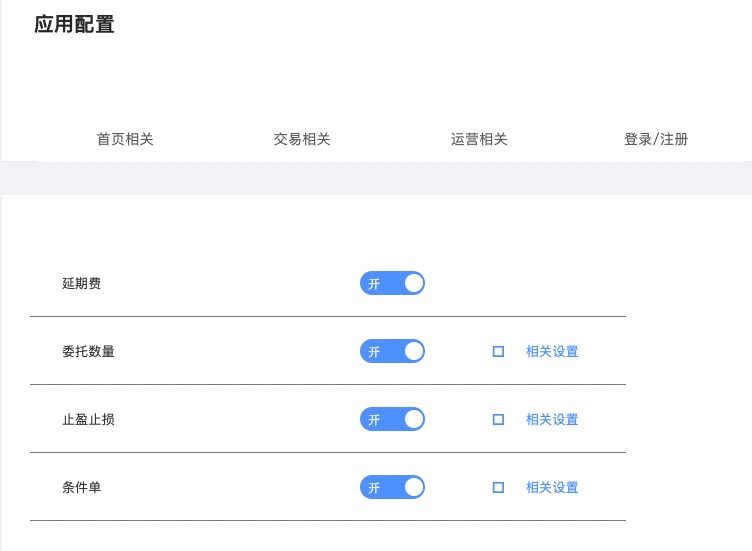 应用配置
首页相关 交易相关 运营相关 登录/注册
延期费 开
委托数量 开 相关设置
止盈止损 开 相关设置
条件单 开 相关设置